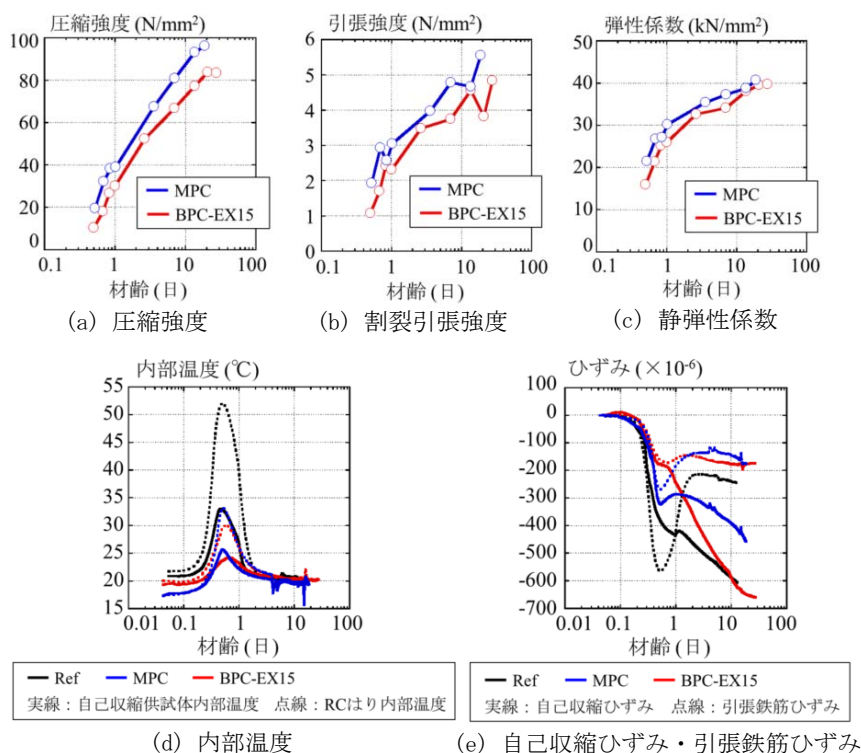 圧縮強度 (N/mm²)
100
80
60
40
20
0
MPC
BPC-EX15
0.1 1 10 100
材齢 (日)
(a) 圧縮強度
引張強度 (N/mm²)
6
5
4
3
2
1
0
MPC
BPC-EX15
0.1 1 10 100
材齢 (日)
(b) 割裂引張強度
弾性係数 (kN/mm²)
50
40
30
20
10
0
MPC
BPC-EX15
0.1 1 10 100
材齢 (日)
(c) 静弾性係数
内部温度 (℃)
55
50
45
40
35
30
25
20
15
0.01 0.1 1 10 100
材齢 (日)
Ref MPC BPC-EX15
実線：自己収縮供試体内部温度 点線：RCはり内部温度
(d) 内部温度
ひずみ (×10⁻⁶)
100
0
-100
-200
-300
-400
-500
-600
-700
0.01 0.1 1 10 100
材齢 (日)
Ref MPC BPC-EX15
実線：自己収縮ひずみ 点線：引張鉄筋ひずみ
(e) 自己収縮ひずみ・引張鉄筋ひずみ